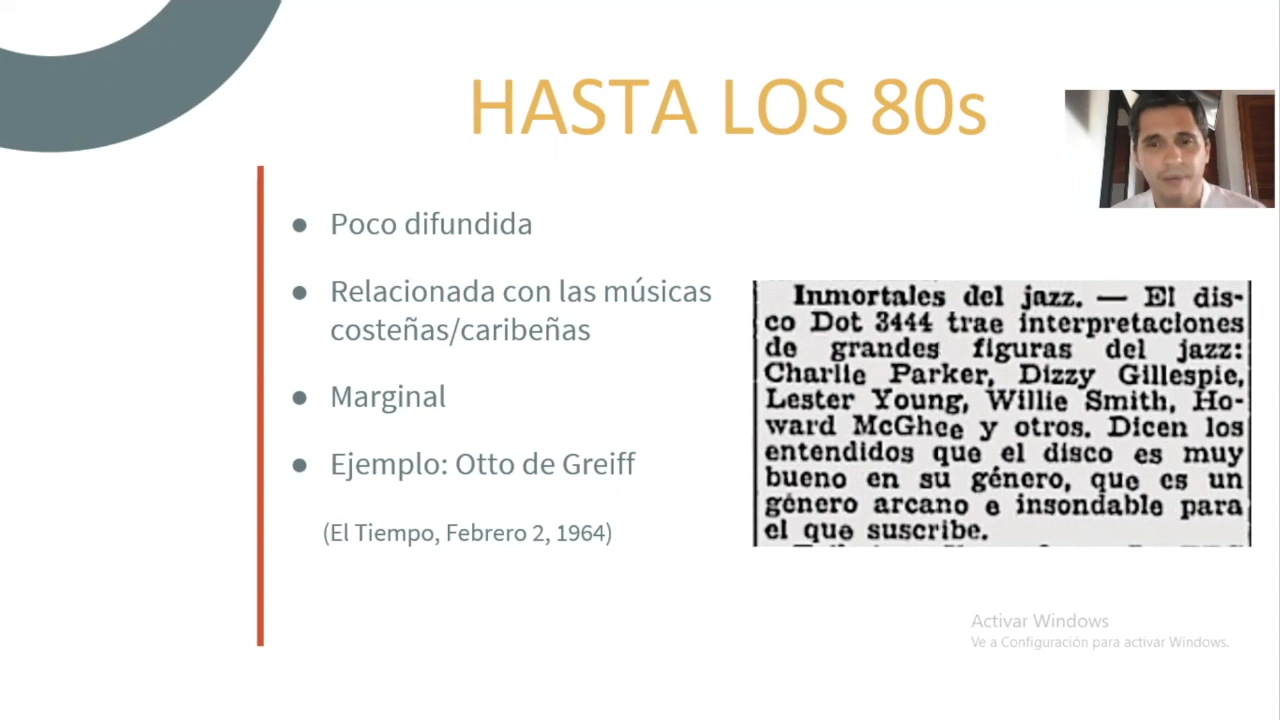 HASTA LOS 80s
● Poco difundida
● Relacionada con las músicas
costeñas/caribeñas
● Marginal
● Ejemplo: Otto de Greiff
(El Tiempo, Febrero 2, 1964)
Inmortales del jazz. — El dis-
co Dot 3444 trae interpretaciones
de grandes figuras del jazz:
Charlie Parker, Dizzy Gillespie,
Lester Young, Willie Smith, Ho-
ward McGhee y otros. Dicen los
entendidos que el disco es muy
bueno en su género, que es un
género arcano e insondable para
el que suscribe.
Activar Windows
Ve a Configuración para activar Windows.